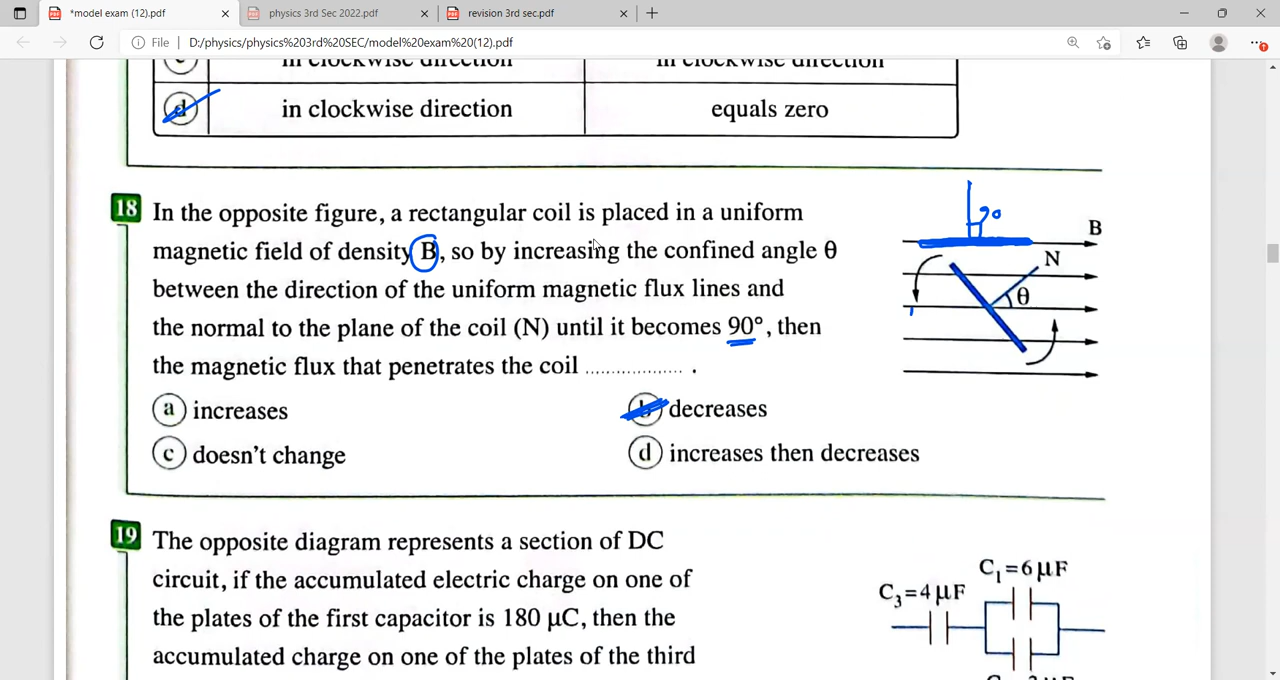 *model exam (12).pdf
physics 3rd Sec 2022.pdf
revision 3rd sec.pdf
File | D:/physics/physics%203rd%20SEC/model%20exam%20(12).pdf
in clockwise direction in clockwise direction
d in clockwise direction equals zero
18 In the opposite figure, a rectangular coil is placed in a uniform
magnetic field of density B, so by increasing the confined angle θ
between the direction of the uniform magnetic flux lines and
the normal to the plane of the coil (N) until it becomes 90°, then
the magnetic flux that penetrates the coil .................. .
a increases
b decreases
c doesn't change
d increases then decreases
90
B
N
θ
19 The opposite diagram represents a section of DC
circuit, if the accumulated electric charge on one of
the plates of the first capacitor is 180 μC, then the
accumulated charge on one of the plates of the third
C₁=6 μF
C₃=4 μF